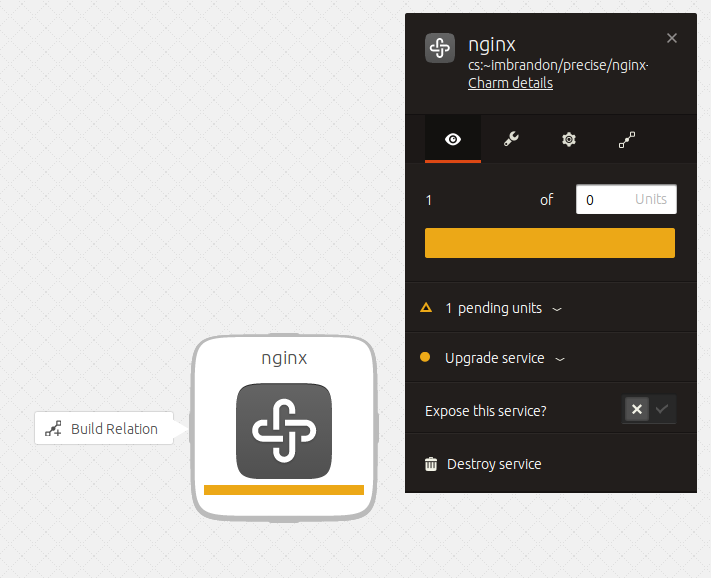 nginx
cs:~imbrandon/precise/nginx-
Charm details
1 of 0 Units
1 pending units
Upgrade service
Expose this service?
Destroy service
nginx
Build Relation